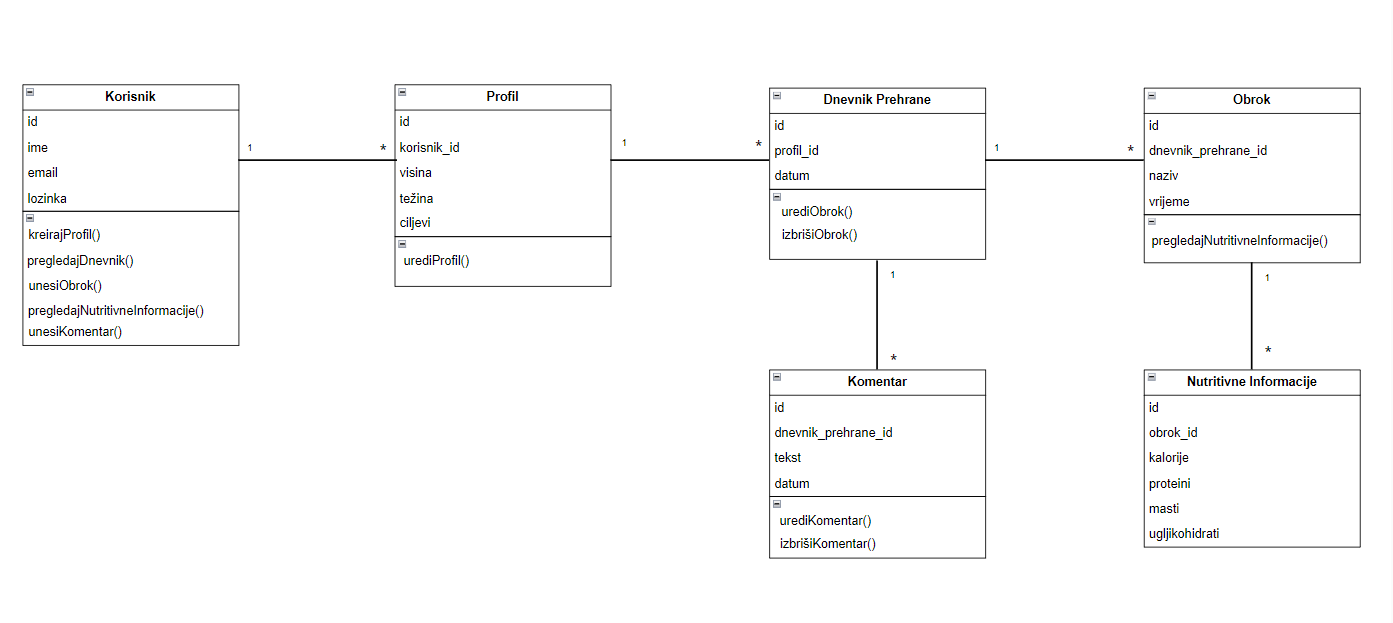 Korisnik
id
ime
email
lozinka
kreirajProfil()
pregledajDnevnik()
unesiObrok()
pregledajNutritivneInformacije()
unesiKomentar()
1
*
Profil
id
korisnik_id
visina
težina
ciljevi
urediProfil()
1
*
Dnevnik Prehrane
id
profil_id
datum
urediObrok()
izbrišiObrok()
1
*
Obrok
id
dnevnik_prehrane_id
naziv
vrijeme
pregledajNutritivneInformacije()
1
*
Komentar
id
dnevnik_prehrane_id
tekst
datum
urediKomentar()
izbrišiKomentar()
1
*
Nutritivne Informacije
id
obrok_id
kalorije
proteini
masti
ugljikohidrati